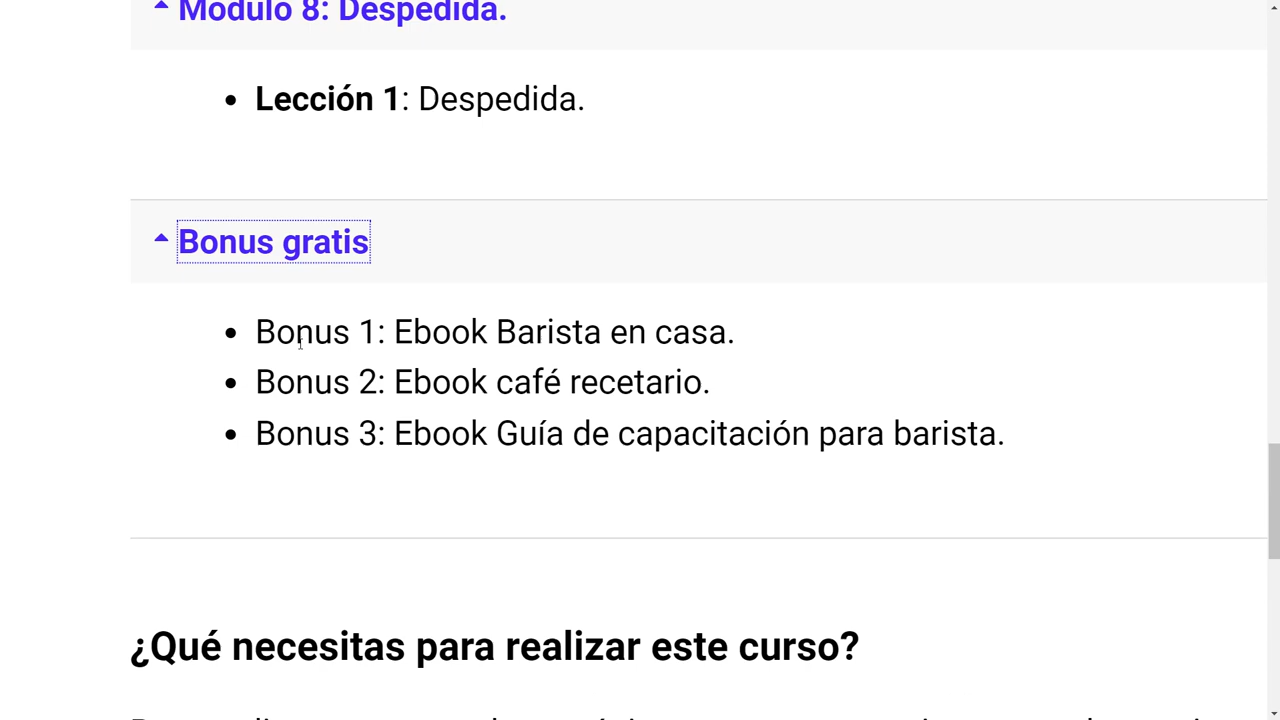 Módulo 8: Despedida.
Lección 1: Despedida.
Bonus gratis
Bonus 1: Ebook Barista en casa.
Bonus 2: Ebook café recetario.
Bonus 3: Ebook Guía de capacitación para barista.
¿Qué necesitas para realizar este curso?